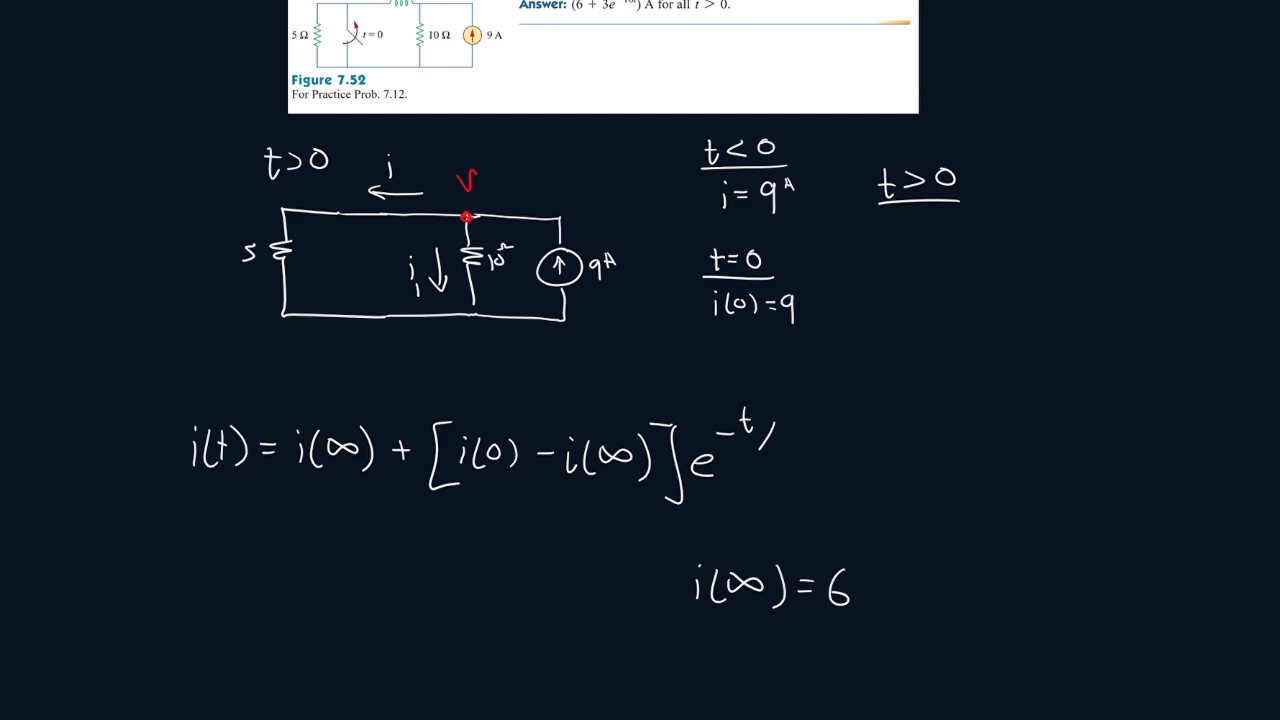 Answer: (6 + 3e ) A for all t > 0.
5 Ω
t = 0
10 Ω
9 A
Figure 7.52
For Practice Prob. 7.12.
t>0
i
V
5
i1
10Ω
9A
t<0
i = 9A
t>0
t=0
i(0)=9
i(t) = i(∞) + [i(0) - i(∞)] e^-t/
i(∞) = 6